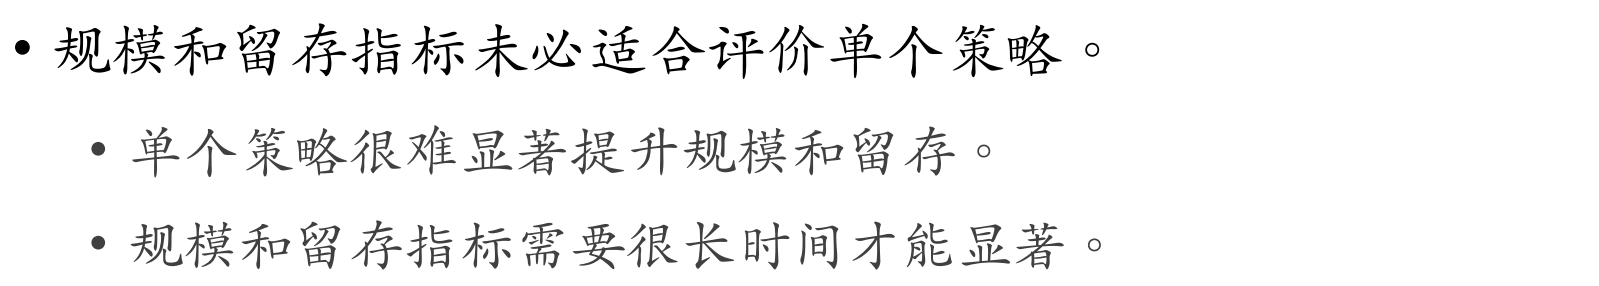 • 规模和留存指标未必适合评价单个策略。
• 单个策略很难显著提升规模和留存。
• 规模和留存指标需要很长时间才能显著。